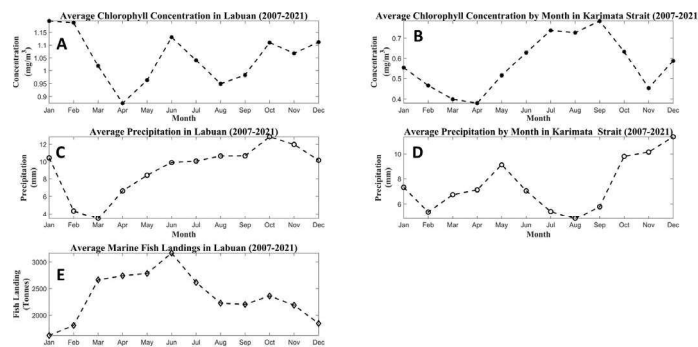 Average Chlorophyll Concentration in Labuan (2007-2021)
A
Concentration
(mg/m³)
1.15
1.1
1.05
1
0.95
0.9
Jan Feb Mar Apr May Jun Jul Aug Sep Oct Nov Dec
Month
Average Chlorophyll Concentration by Month in Karimata Strait (2007-2021)
B
Concentration
(mg/m³)
0.7
0.6
0.5
0.4
Jan Feb Mar Apr May Jun Jul Aug Sep Oct Nov Dec
Month
Average Precipitation in Labuan (2007-2021)
C
Precipitation
(mm)
12
10
8
6
4
Jan Feb Mar Apr May Jun Jul Aug Sep Oct Nov Dec
Month
Average Precipitation by Month in Karimata Strait (2007-2021)
D
Precipitation
(mm)
10
8
6
Jan Feb Mar Apr May Jun Jul Aug Sep Oct Nov Dec
Month
Average Marine Fish Landings in Labuan (2007-2021)
E
Fish Landing
(Tonnes)
3000
2500
2000
Jan Feb Mar Apr May Jun Jul Aug Sep Oct Nov Dec
Month